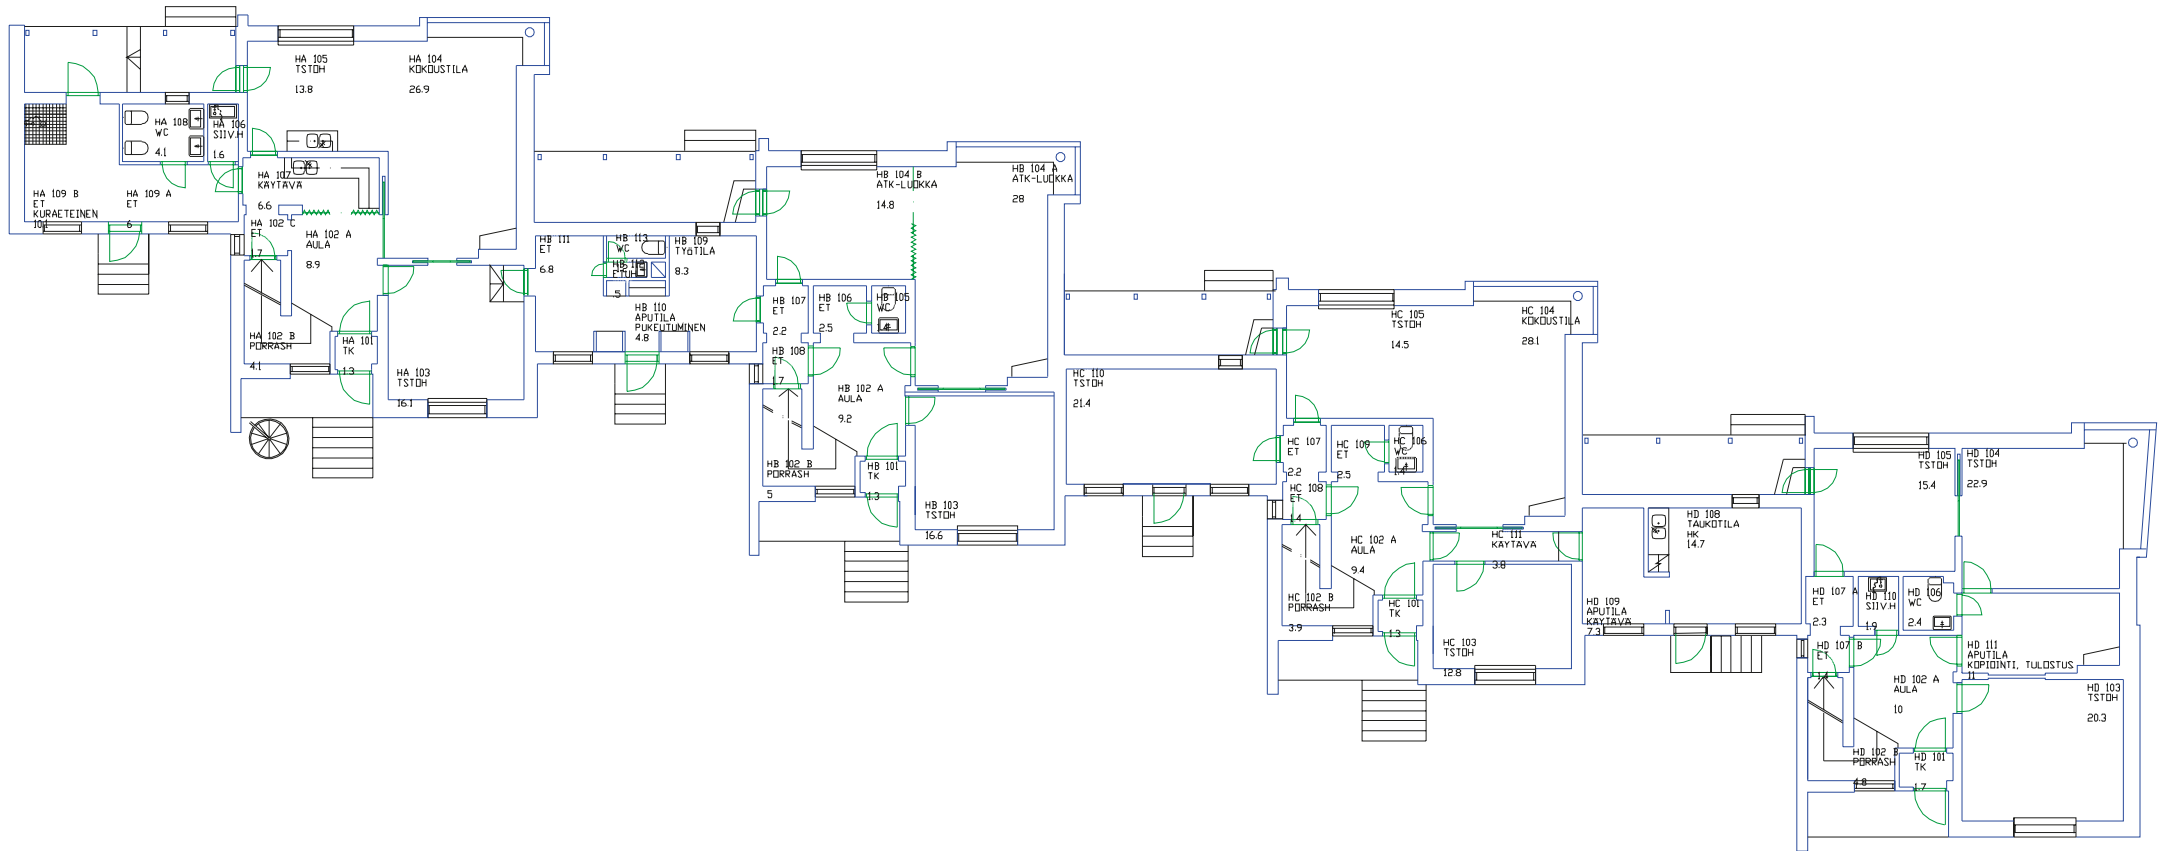 HA 105
TSTOH
13.8
HA 104
KOKOUSTILA
26.9
HA 108
WC
4.1
HA 106
SIIV.H
1.6
HA 107
KÄYTÄVÄ
6.6
HA 109 B
ET
KURAETEINEN
10.1
HA 109 A
ET
6
HA 102 C
ET
1.7
HA 102 A
AULA
8.9
HA 102 B
PORRASH
4.1
HA 101
TK
1.3
HA 103
TSTOH
16.1
HB 111
ET
6.8
HB 113
WC
HB 112
ETUH
.5
HB 109
TYÖTILA
8.3
HB 110
APUTILA
PUKEUTUMINEN
4.8
HB 104 B
ATK-LUOKKA
14.8
HB 104 A
ATK-LUOKKA
28
HB 107
ET
2.2
HB 106
ET
2.5
HB 105
WC
1.4
HB 108
ET
1.7
HB 102 A
AULA
9.2
HB 102 B
PORRASH
5
HB 101
TK
1.3
HB 103
TSTOH
16.6
HC 110
TSTOH
21.4
HC 105
TSTOH
14.5
HC 104
KOKOUSTILA
28.1
HC 107
ET
2.2
HC 109
ET
2.5
HC 106
WC
1.4
HC 108
ET
1.4
HC 102 A
AULA
9.4
HC 111
KÄYTÄVÄ
3.8
HC 102 B
PORRASH
3.9
HC 101
TK
1.3
HC 103
TSTOH
12.8
HD 108
TAUKOTILA
HK
14.7
HD 109
APUTILA
KÄYTÄVÄ
7.3
HD 105
TSTOH
15.4
HD 104
TSTOH
22.9
HD 107 A
ET
2.3
HD 110
SIIV.H
1.9
HD 106
WC
2.4
HD 107 B
ET
1.4
HD 111
APUTILA
KOPIOINTI, TULOSTUS
11
HD 102 A
AULA
10
HD 103
TSTOH
20.3
HD 102 B
PORRASH
4.8
HD 101
TK
1.7